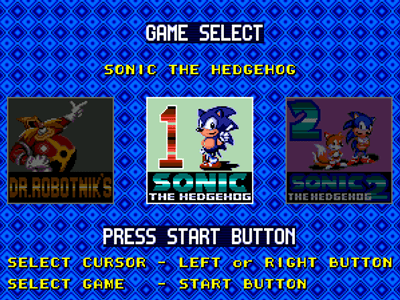 GAME SELECT
SONIC THE HEDGEHOG
DR.ROBOTNIK'S
1
SONIC
THE HEDGEHOG
2
SONIC
THE HEDGEHOG 2
PRESS START BUTTON
SELECT CURSOR - LEFT or RIGHT BUTTON
SELECT GAME - START BUTTON